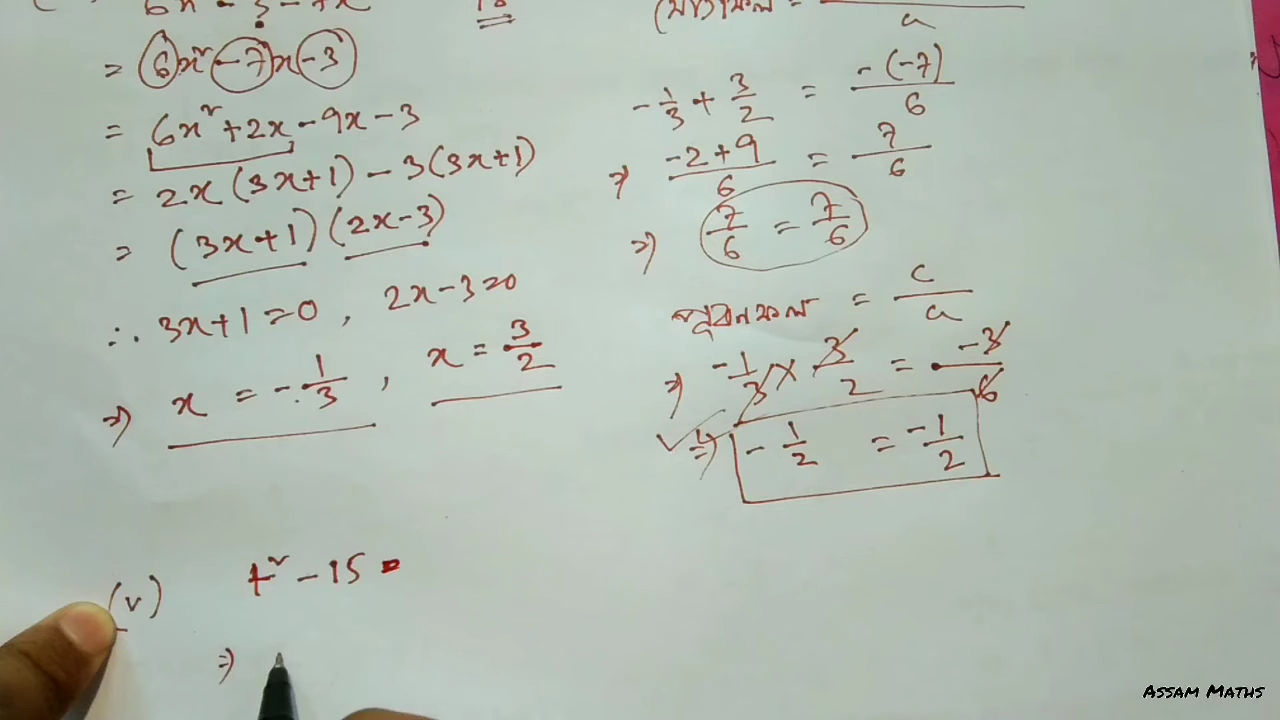 = 6x² - 7x - 3
= 6x² + 2x - 9x - 3
= 2x (3x+1) - 3(3x+1)
= (3x+1) (2x-3)
∴ 3x+1 = 0 , 2x-3=0
⇒ x = -1/3 , x = 3/2
a
-1/3 + 3/2 = -(-7)/6
⇒ -2+9/6 = 7/6
⇒ 7/6 = 7/6
= c/a
⇒ -1/3 × 3/2 = -3/6
⇒ -1/2 = -1/2
(v) t² - 15
⇒
ASSAM MATHS